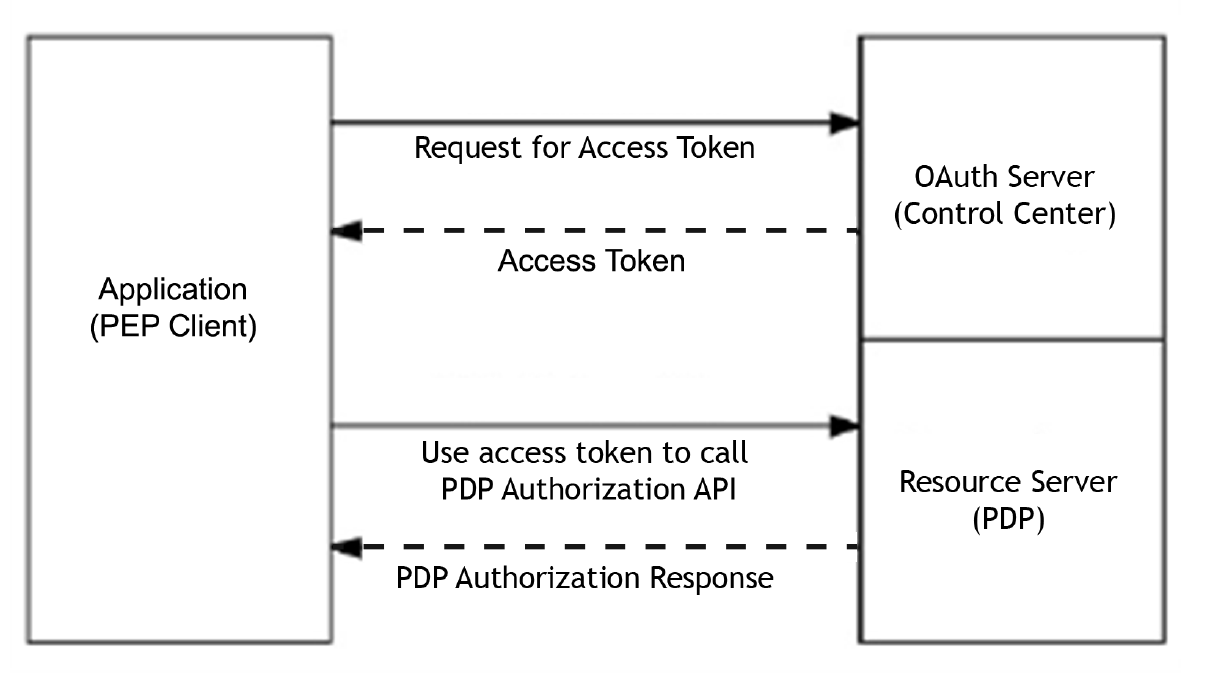 Request for Access Token
OAuth Server
(Control Center)
Access Token
Application
(PEP Client)
Use access token to call
PDP Authorization API
Resource Server
(PDP)
PDP Authorization Response